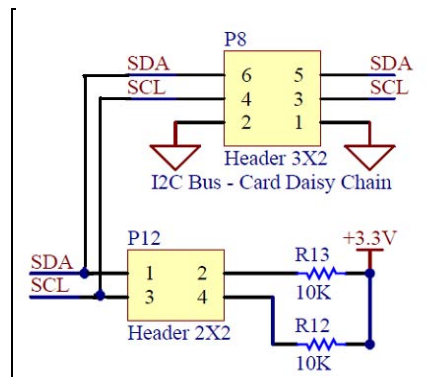 P8
SDA 6 5 SDA
SCL 4 3 SCL
2 1
Header 3X2
I2C Bus - Card Daisy Chain
P12
+3.3V
R13
SDA 1 2
10K
SCL 3 4
R12
Header 2X2
10K